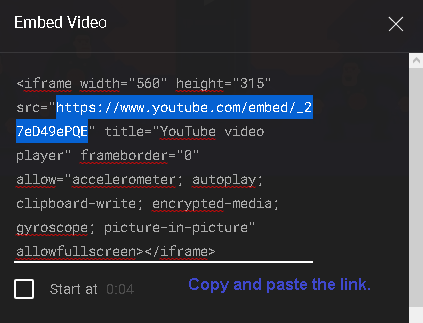 Embed Video
<iframe width="560" height="315"
src="https://www.youtube.com/embed/_2
7eD49ePQE" title="YouTube video
player" frameborder="0"
allow="accelerometer; autoplay;
clipboard-write; encrypted-media;
gyroscope; picture-in-picture"
allowfullscreen></iframe>
Start at 0:04
Copy and paste the link.